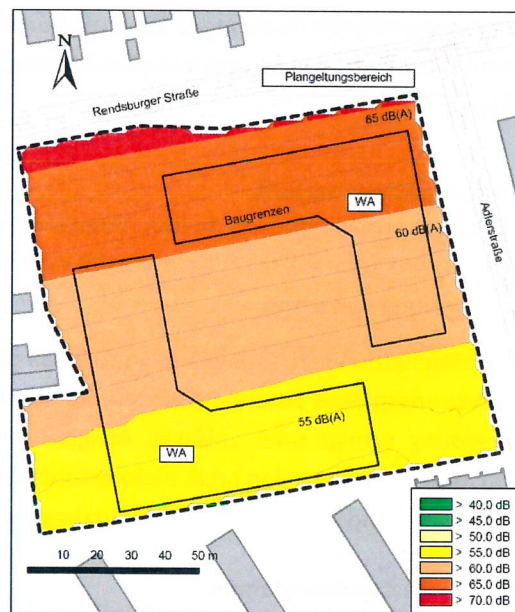 N
Plangeltungsbereich
Rendsburger Straße
65 dB(A)
WA
Baugrenzen
60 dB(A)
Adlerstraße
55 dB(A)
WA
10 20 30 40 50 m
> 40.0 dB
> 45.0 dB
> 50.0 dB
> 55.0 dB
> 60.0 dB
> 65.0 dB
> 70.0 dB